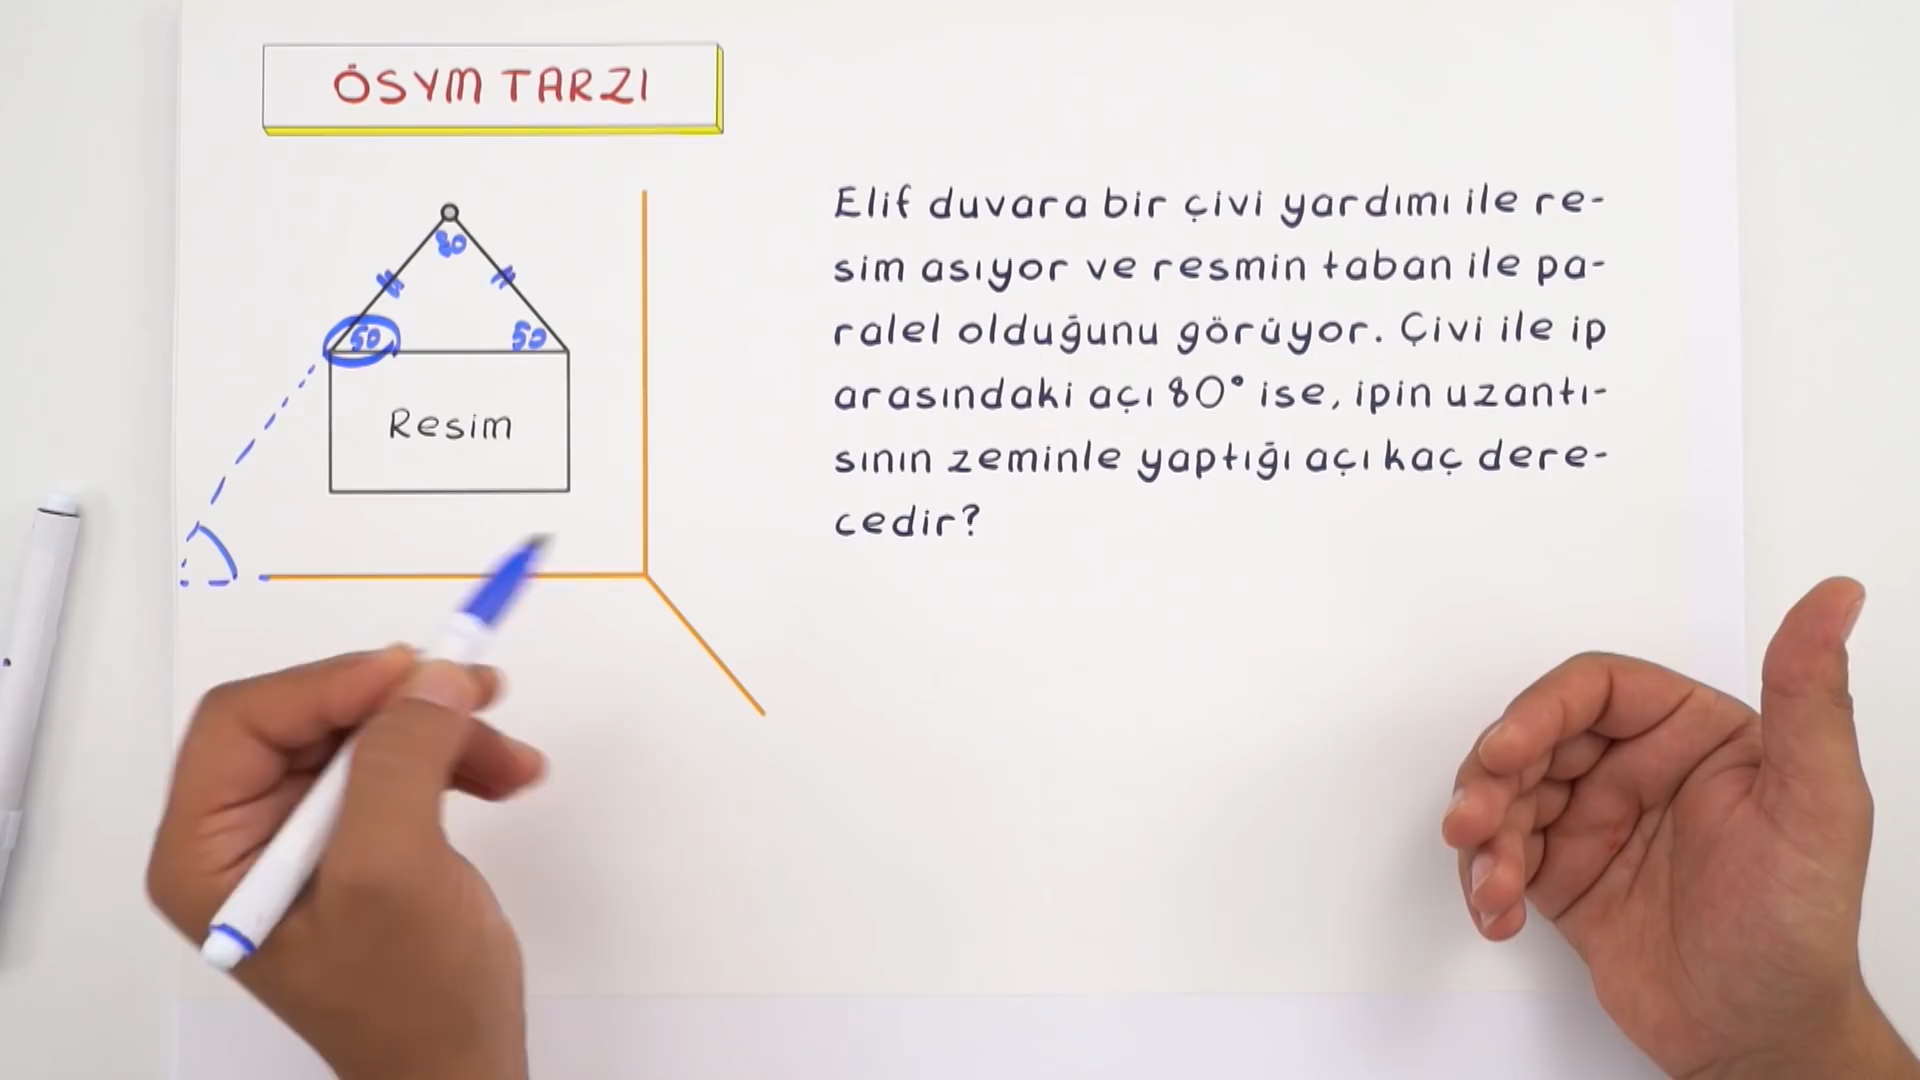 ÖSYM TARZI
80
50
50
Resim
Elif duvara bir çivi yardımı ile re-
sim asıyor ve resmin taban ile pa-
ralel olduğunu görüyor. Çivi ile ip
arasındaki açı 80° ise, ipin uzantı-
sının zeminle yaptığı açı kaç dere-
cedir?